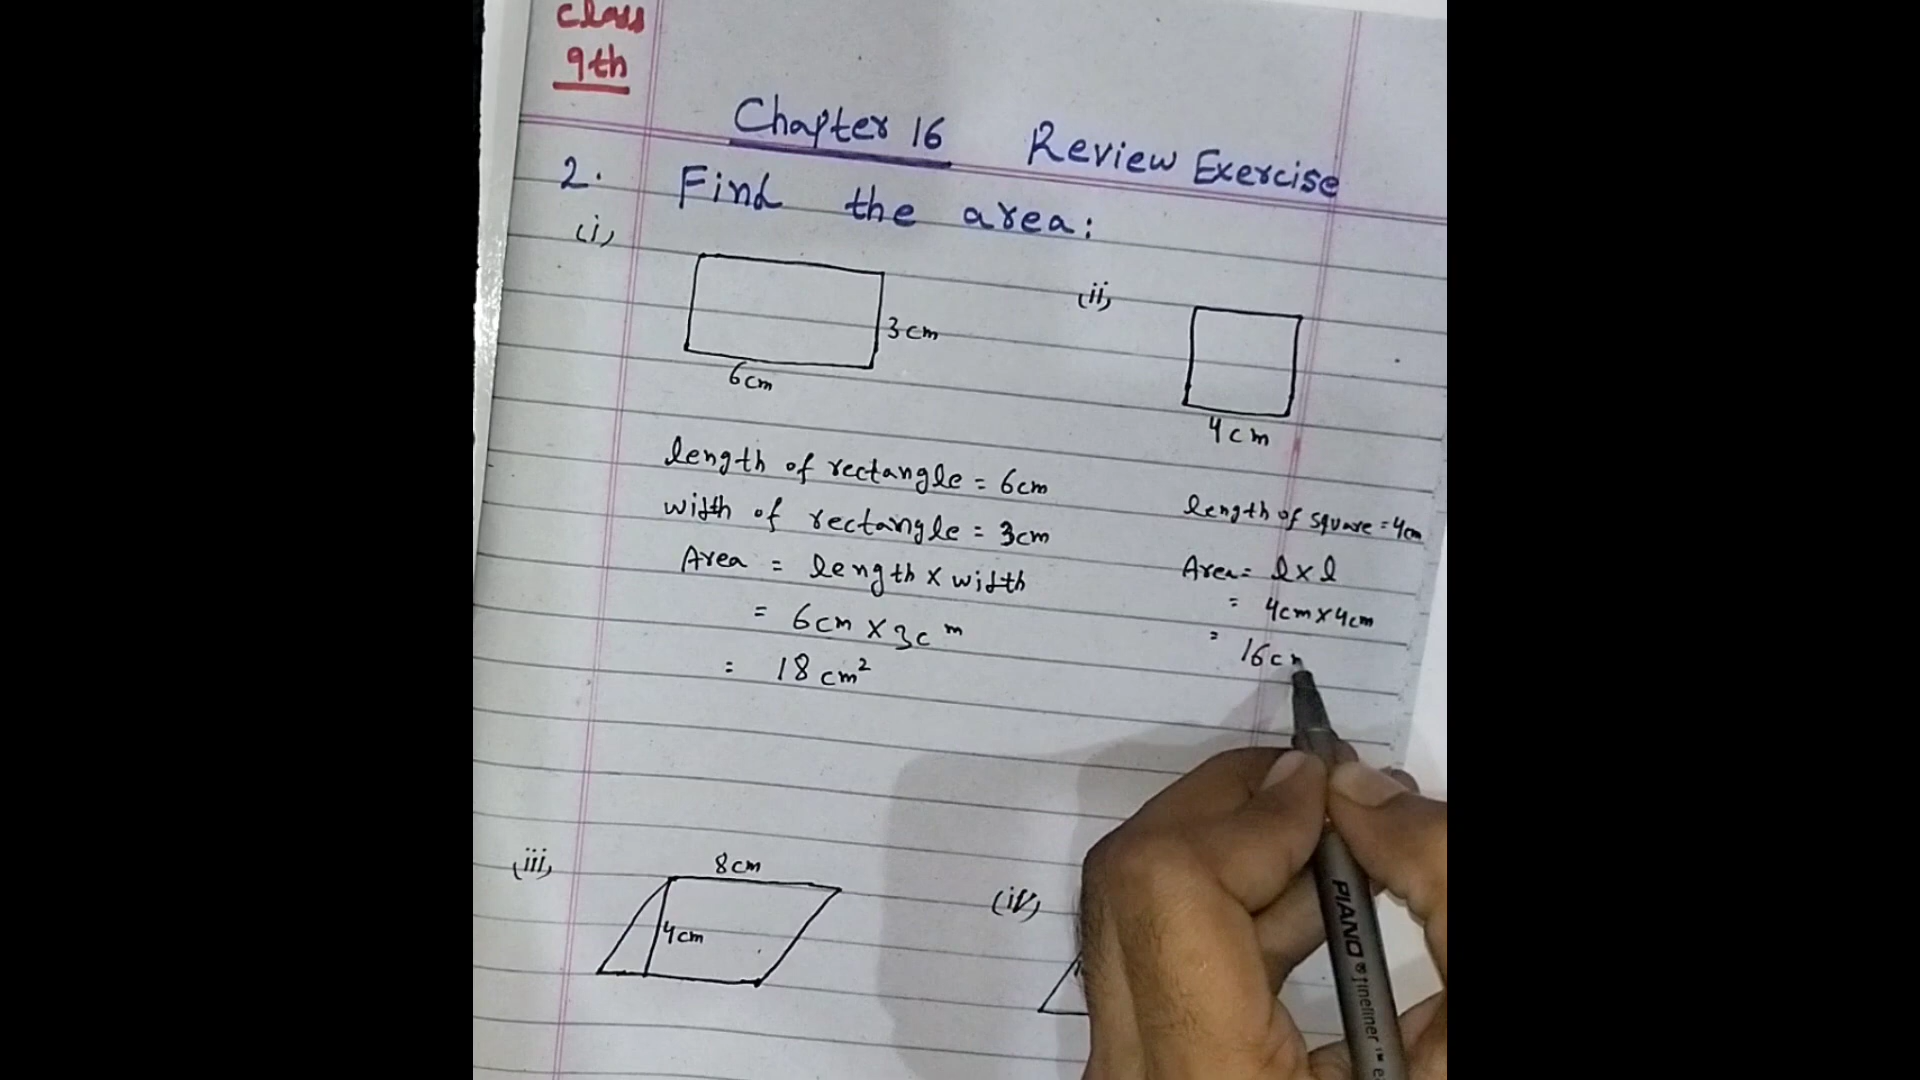 Class
9th
Chapter 16 Review Exercise
2. Find the area:
(i)
3cm
6cm
(ii)
4cm
length of rectangle = 6cm
width of rectangle = 3cm
Area = length × width
= 6cm × 3cm
= 18 cm²
length of square = 4cm
Area = l × l
= 4cm × 4cm
= 16cm
(iii)
8cm
4cm
(iv)
PIANO ® fineliner ™